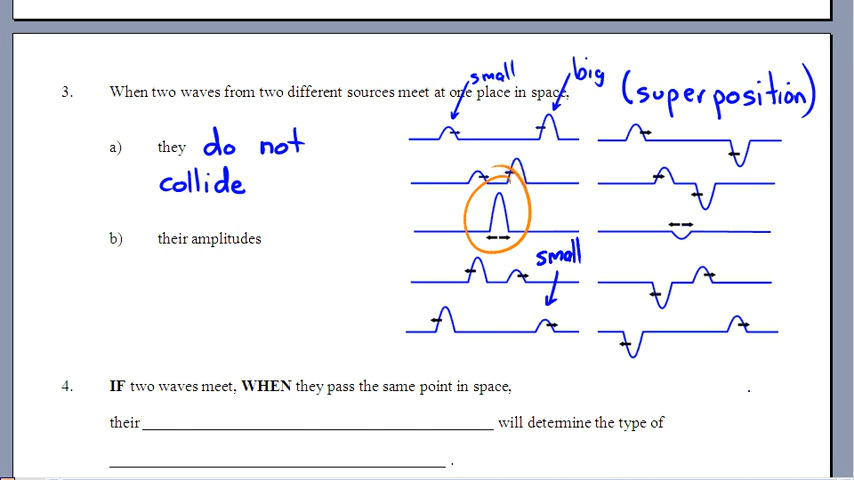 small
big
3. When two waves from two different sources meet at one place in space,
(superposition)
a) they do not
collide
b) their amplitudes
small
4. IF two waves meet, WHEN they pass the same point in space,
their____________________ will determine the type of
____________________.